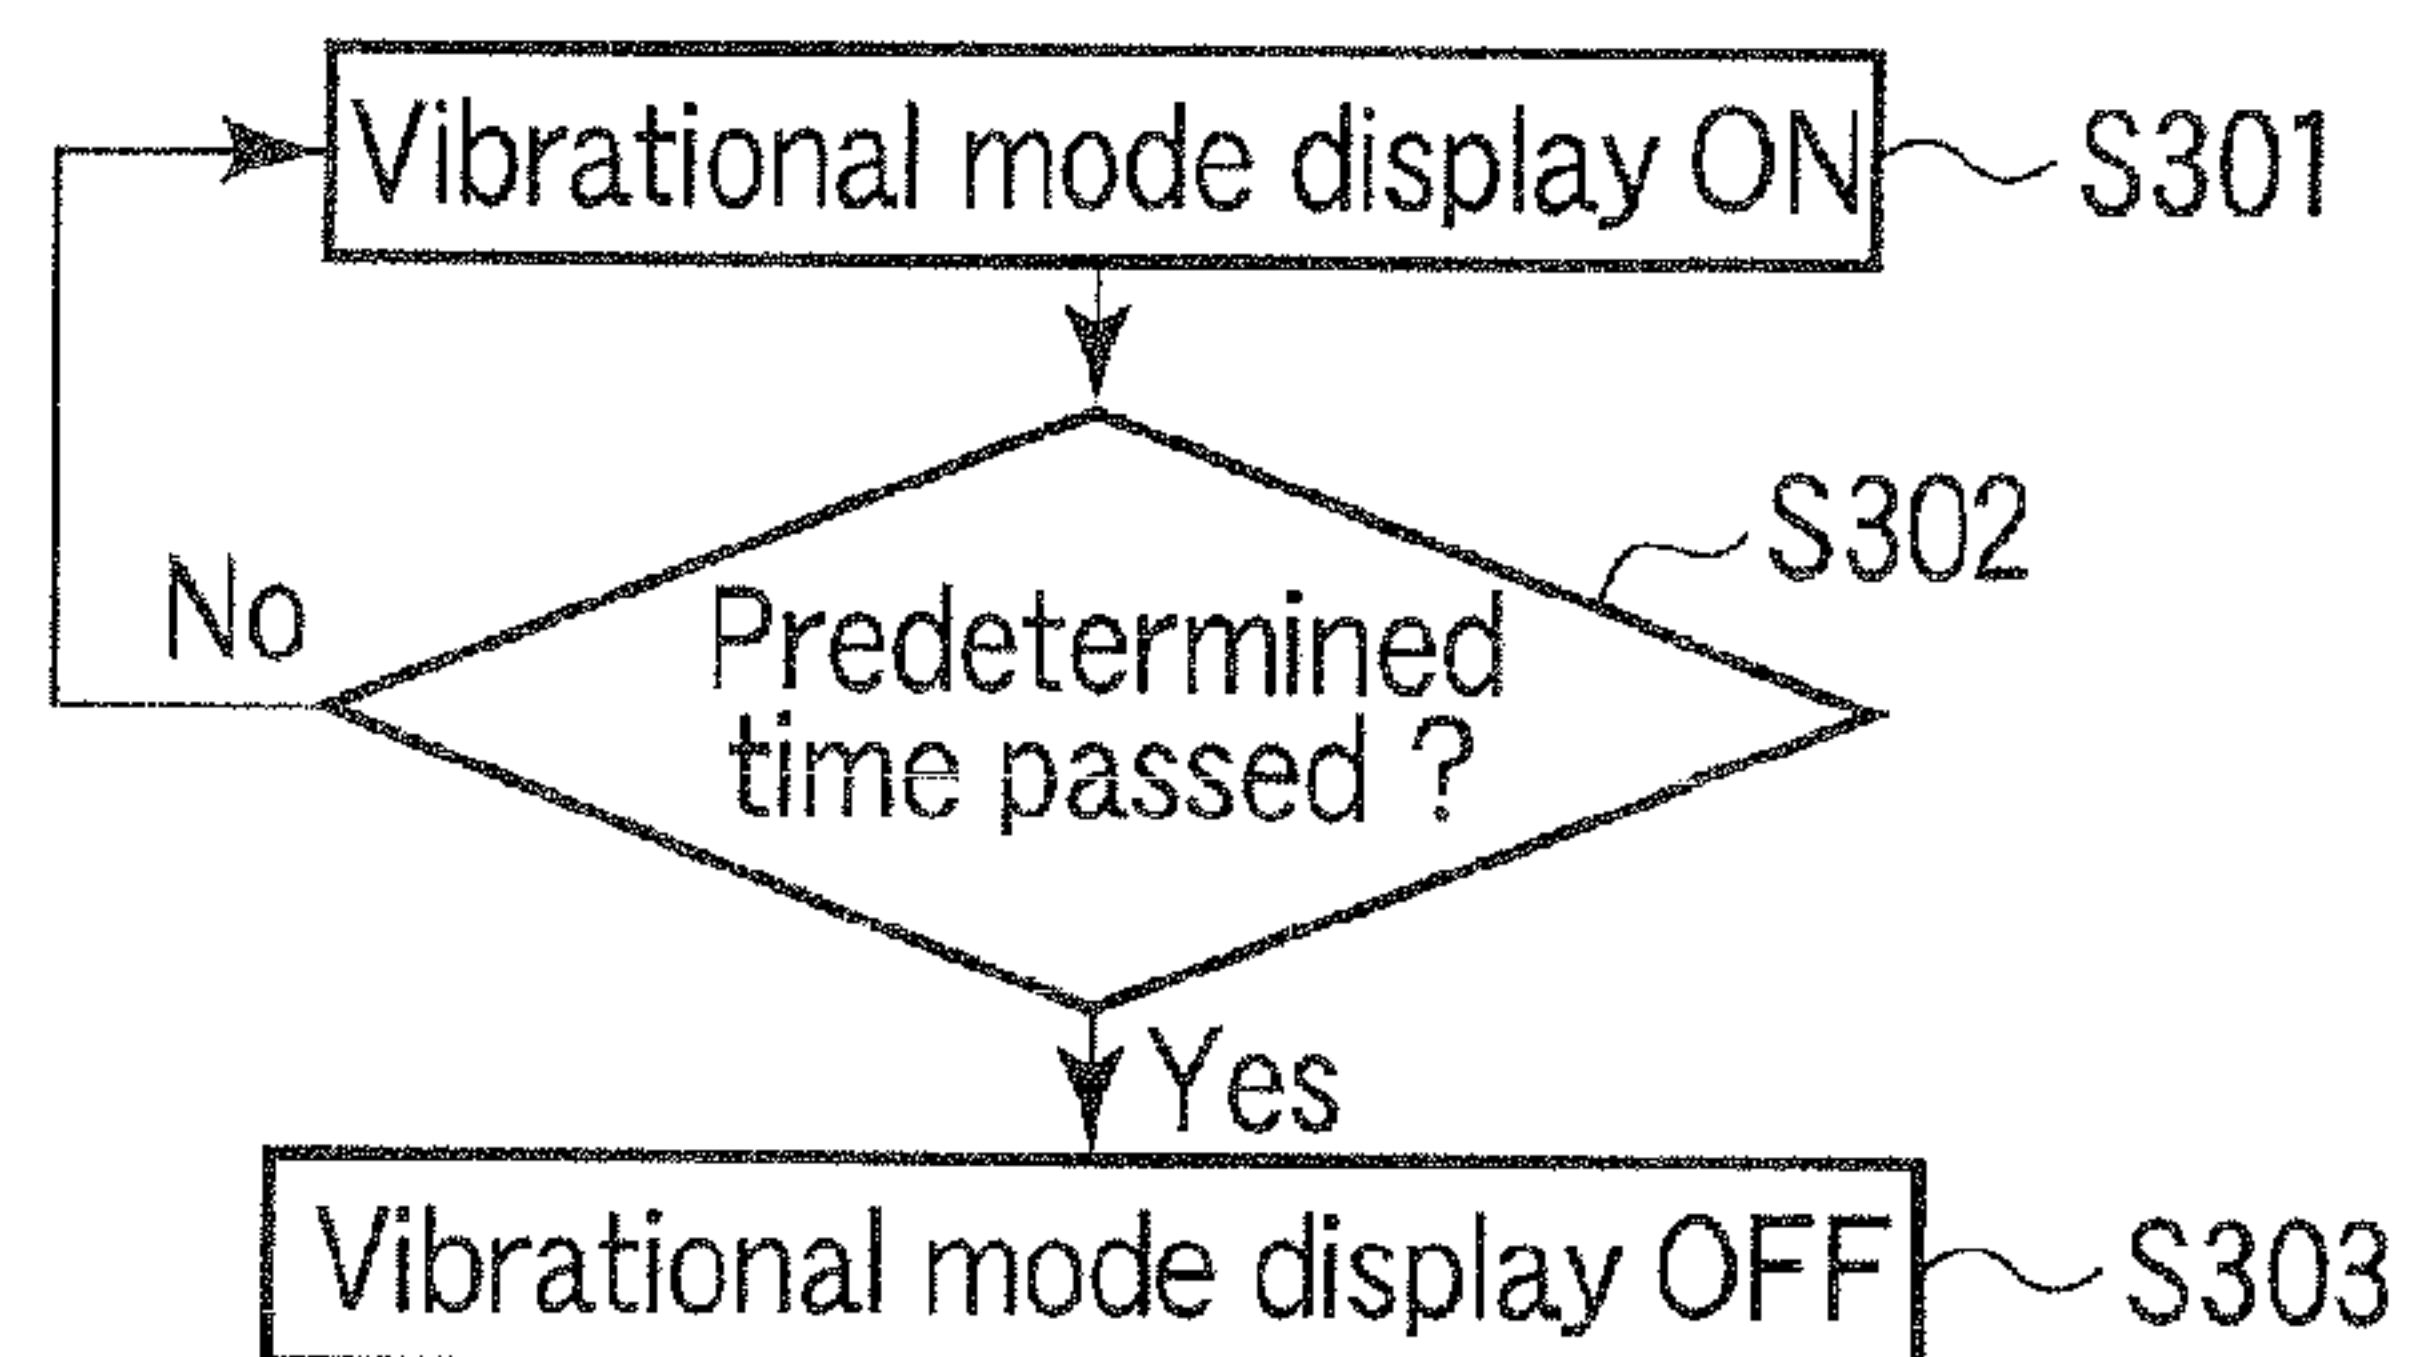 Vibrational mode display ON
S301
S302
No
Predetermined
time passed ?
Yes
Vibrational mode display OFF
S303